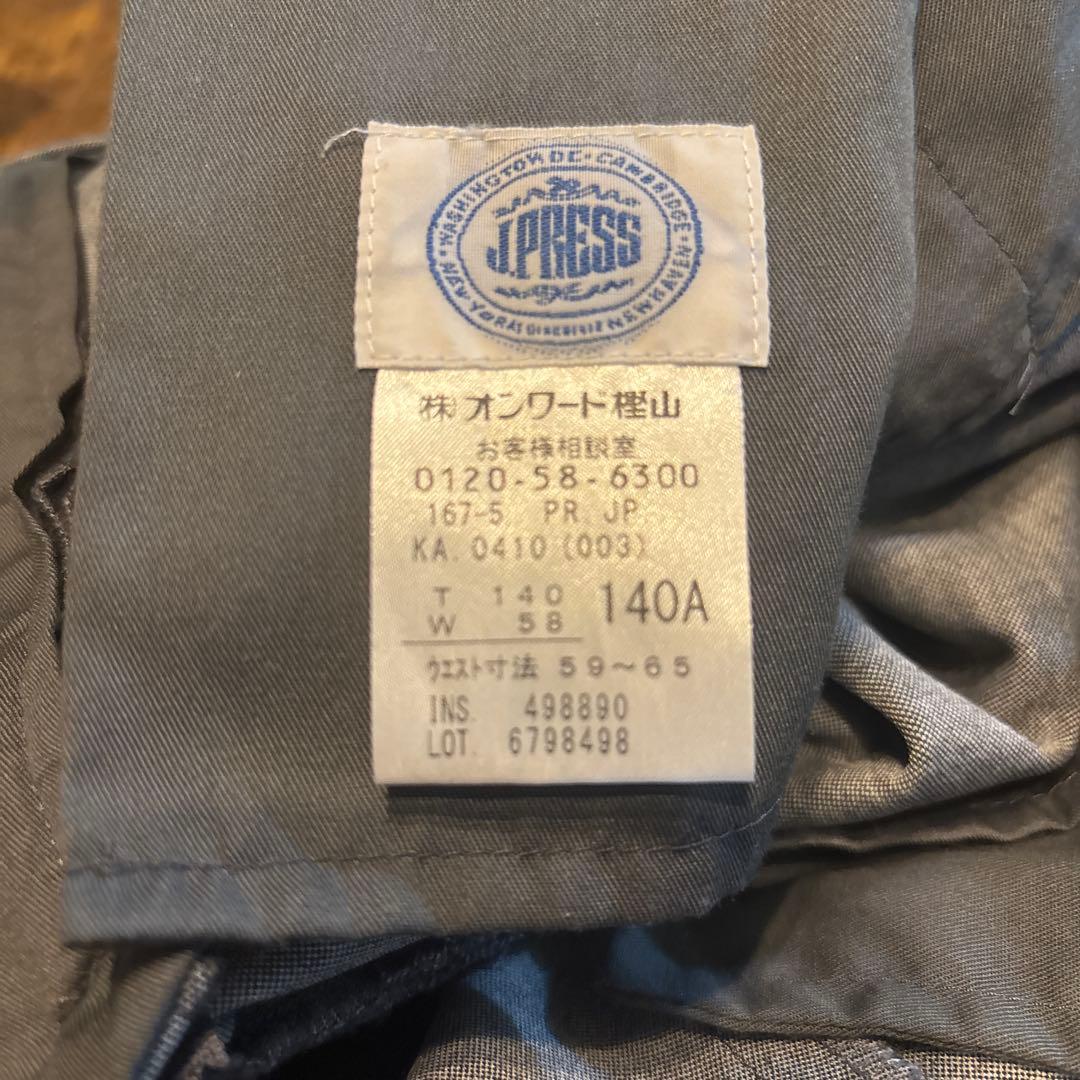 WASHINGTON DC · CAMBRIDGE ·
J.PRESS
NEW HAVEN
㈱オンワード樫山
お客様相談室
0120-58-6300
167-5 PR. JP
KA. 0410 (003)
T 140
W 58
140A
ウエスト寸法 59~65
INS. 498890
LOT. 6798498